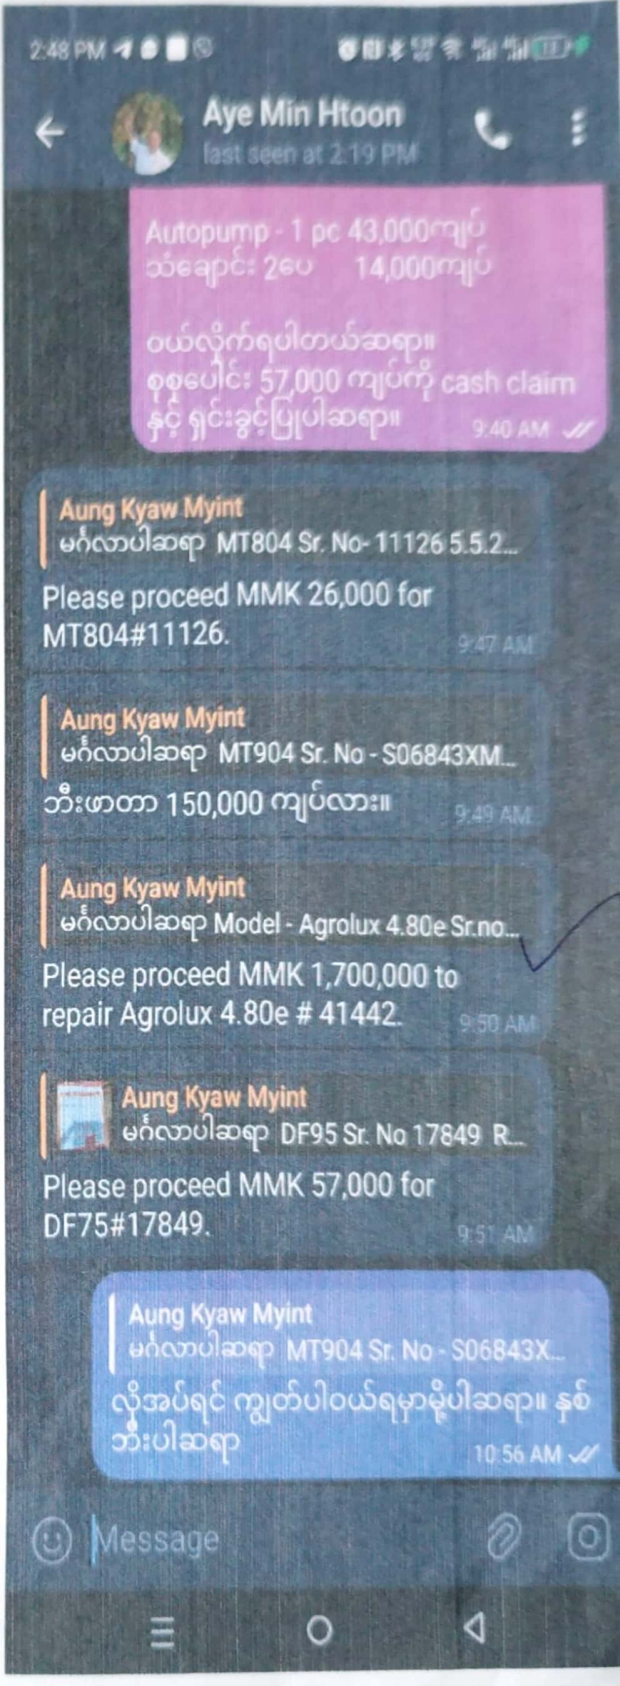 2:48 PM
Aye Min Htoon
last seen at 2:19 PM
Autopump - 1 pc 43,000ကျပ်
သံချောင်း 2ပေ 14,000ကျပ်
ဝယ်လိုက်ရပါတယ်ဆရာ။
စုစုပေါင်း 57,000 ကျပ်ကို cash claim
နှင့် ရှင်းခွင့်ပြုပါဆရာ။ 9:40 AM
Aung Kyaw Myint
မင်္ဂလာပါဆရာ MT804 Sr. No- 11126 5.5.2...
Please proceed MMK 26,000 for
MT804#11126. 9:47 AM
Aung Kyaw Myint
မင်္ဂလာပါဆရာ MT904 Sr. No - S06843XM...
ဘီးဖာတာ 150,000 ကျပ်လား။ 9:49 AM
Aung Kyaw Myint
မင်္ဂလာပါဆရာ Model - Agrolux 4.80e Sr.no...
Please proceed MMK 1,700,000 to
repair Agrolux 4.80e # 41442. 9:50 AM
Aung Kyaw Myint
မင်္ဂလာပါဆရာ DF95 Sr. No 17849 R...
Please proceed MMK 57,000 for
DF75#17849. 9:51 AM
Aung Kyaw Myint
မင်္ဂလာပါဆရာ MT904 Sr. No - S06843X...
လိုအပ်ရင် ကျွတ်ပါဝယ်ရမှာမို့ပါဆရာ။ နှစ်
ဘီးပါဆရာ 10:56 AM
Message